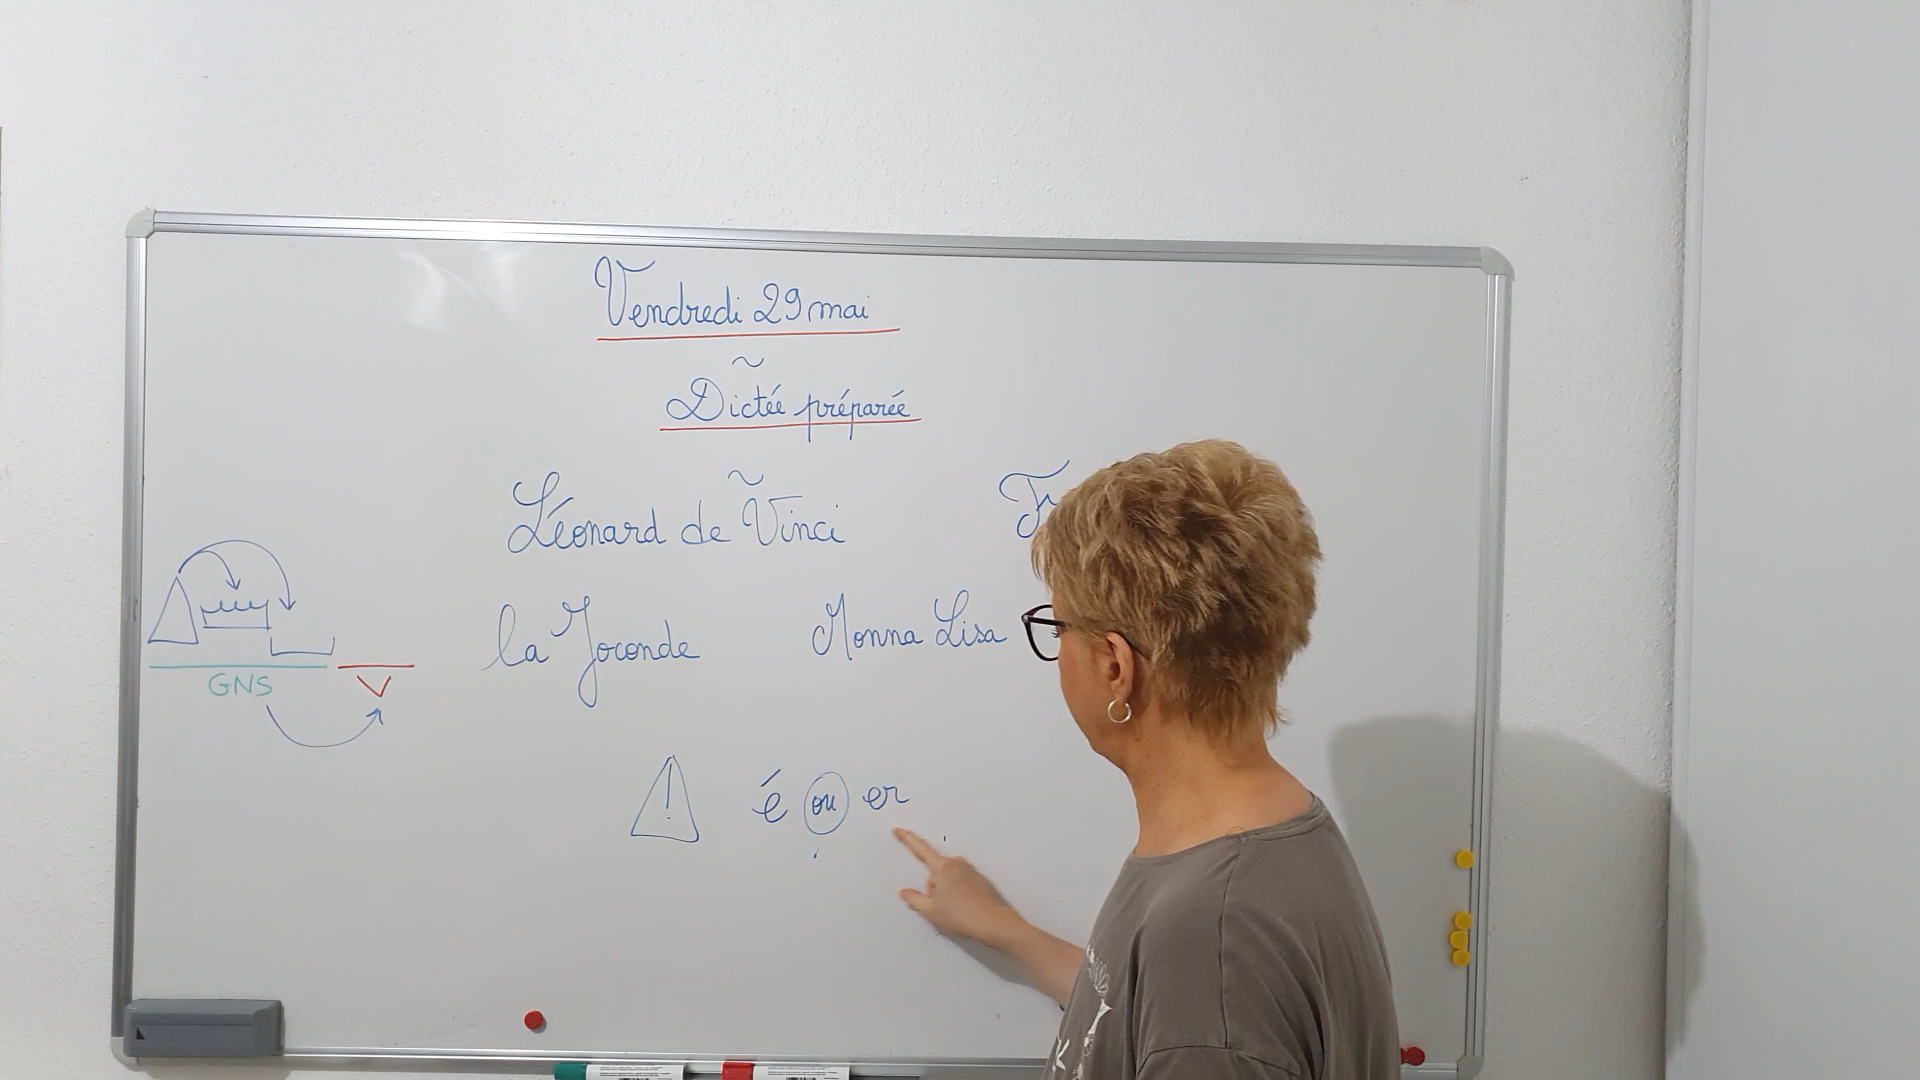 Vendredi 29 mai
Dictée préparée
Léonard de Vinci
la Joconde Monna Lisa
GNS V
! é ou er